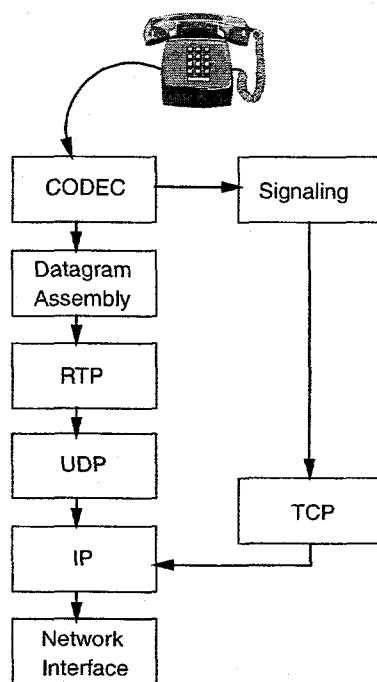 CODEC
Signaling
Datagram
Assembly
RTP
UDP
TCP
IP
Network
Interface